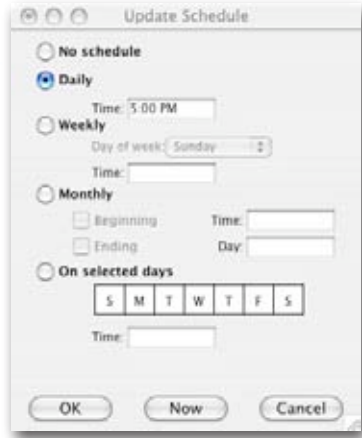 Update Schedule
No schedule
Daily
Time: 5:00 PM
Weekly
Day of week: Sunday
Time:
Monthly
Beginning Time:
Ending Day:
On selected days
S M T W T F S
Time:
OK Now Cancel